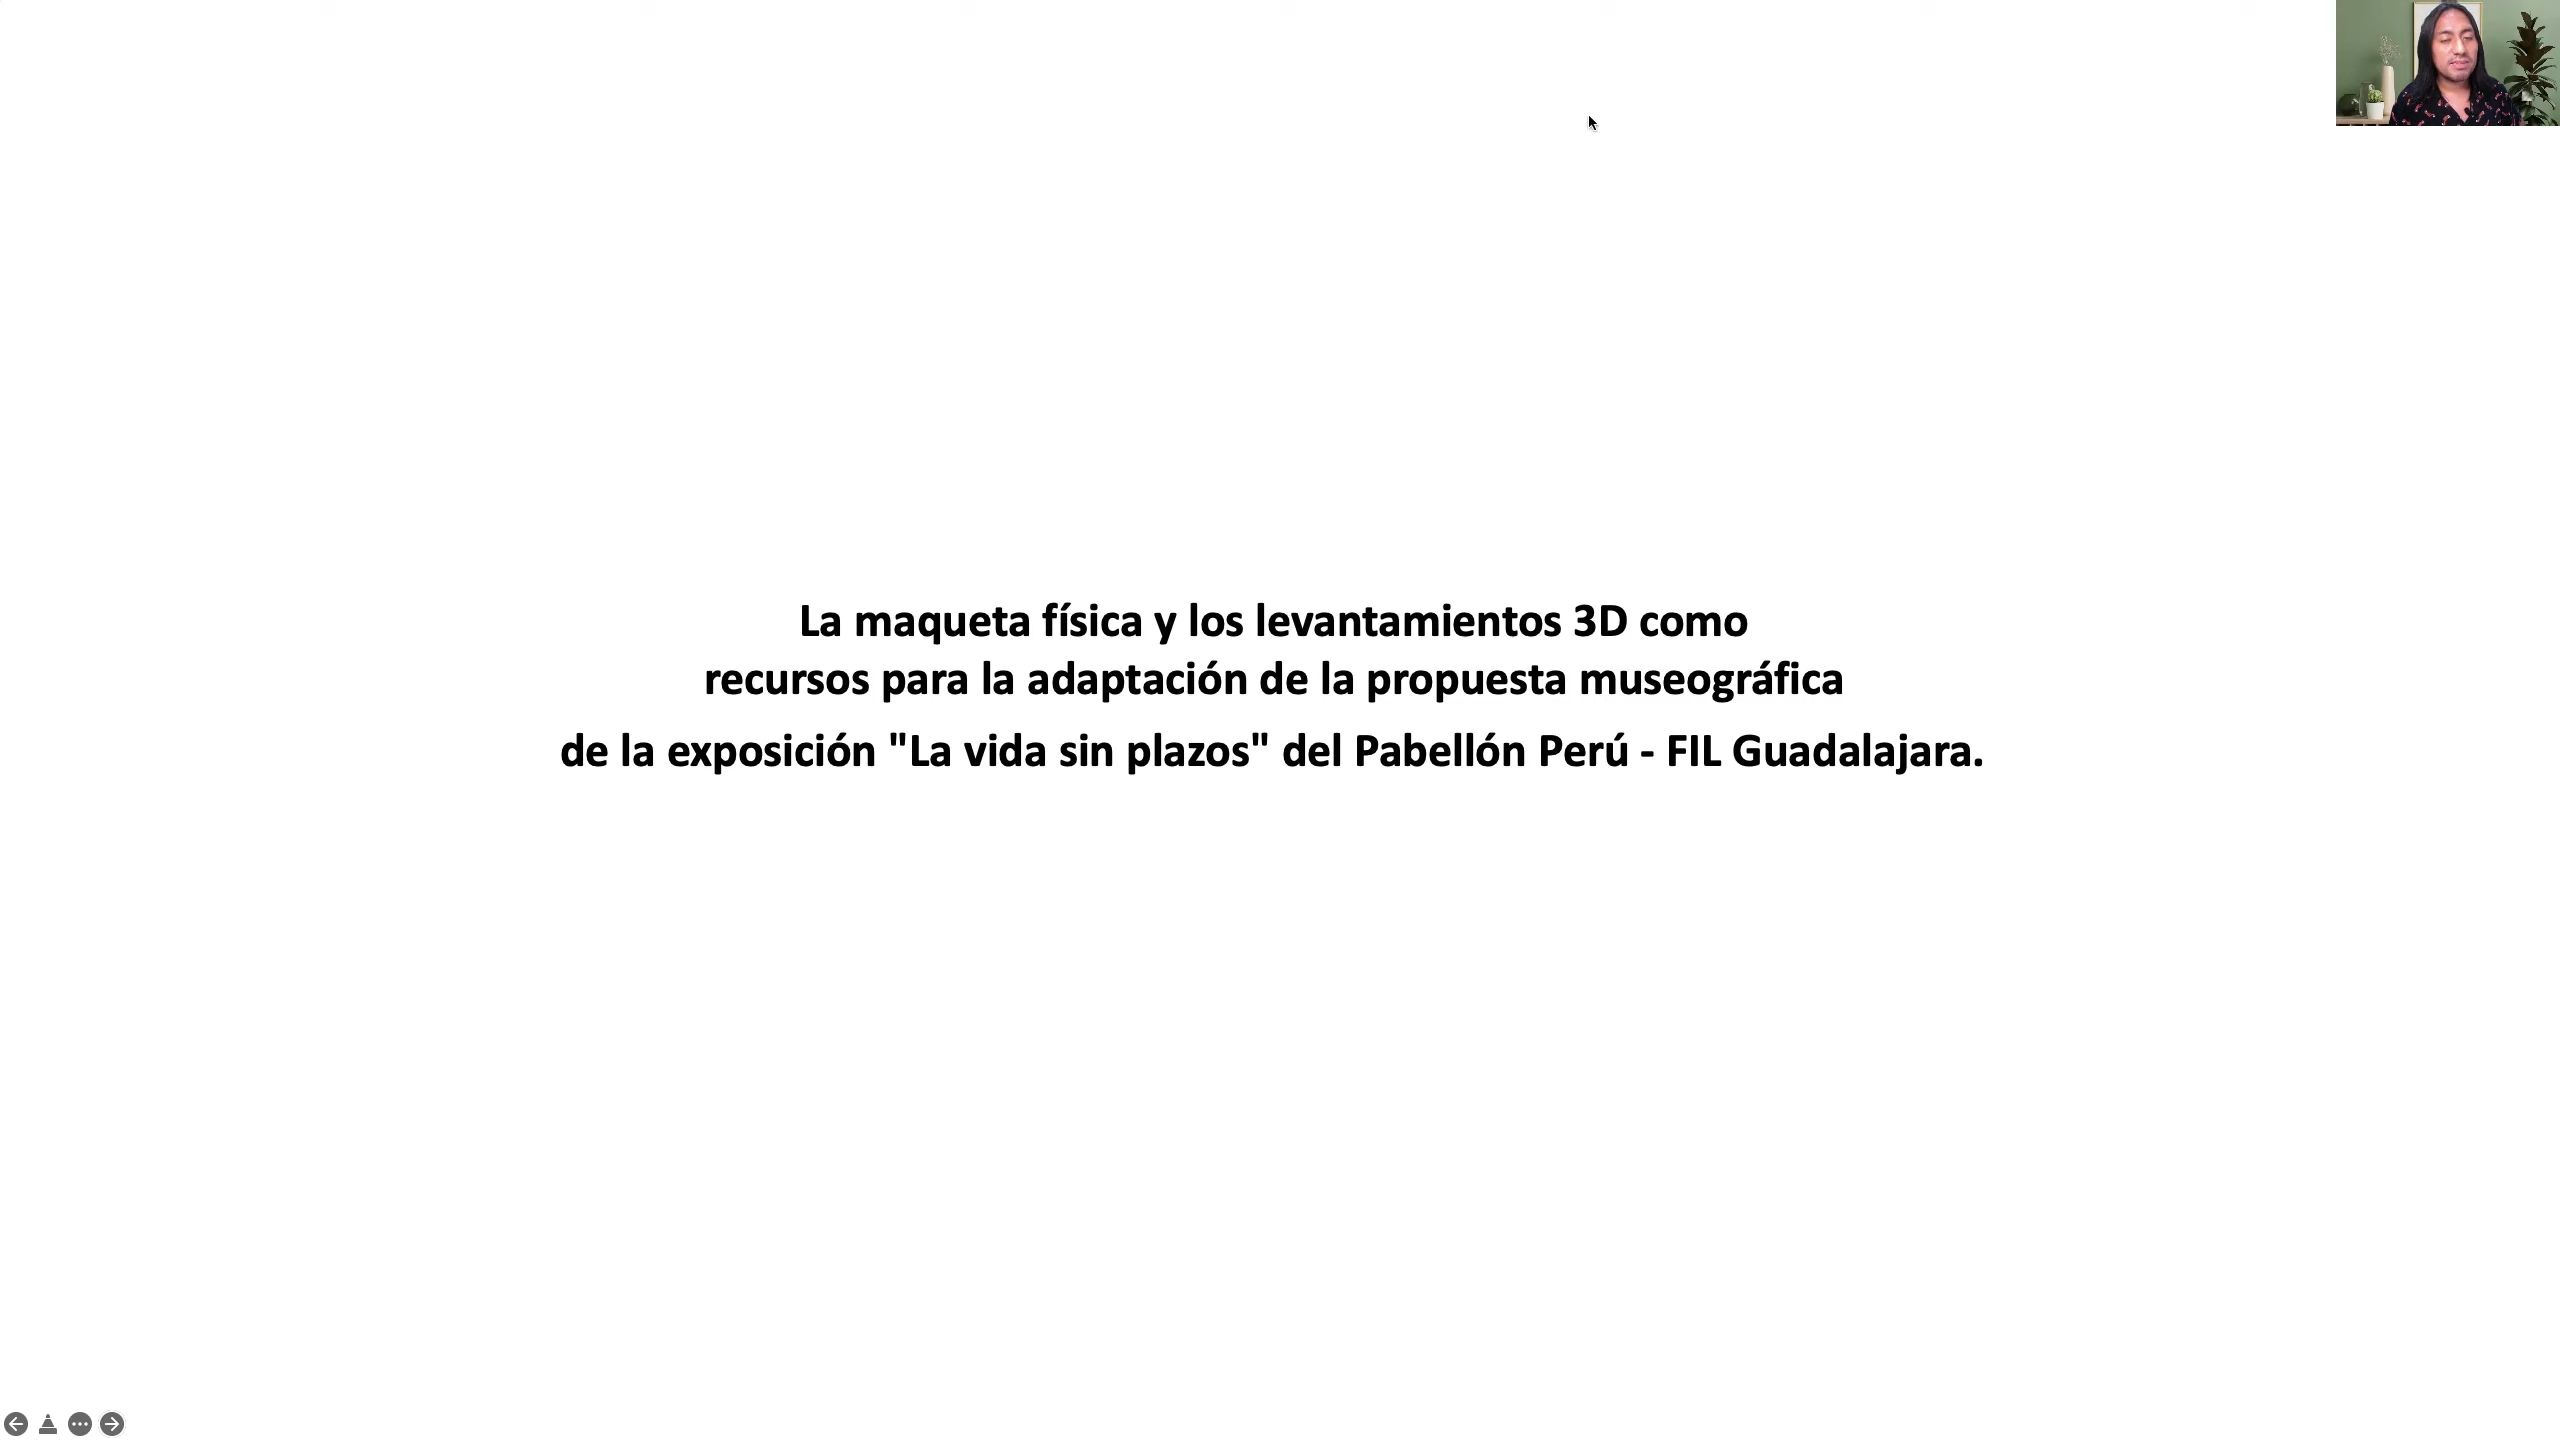 La maqueta física y los levantamientos 3D como
recursos para la adaptación de la propuesta museográfica
de la exposición "La vida sin plazos" del Pabellón Perú - FIL Guadalajara.